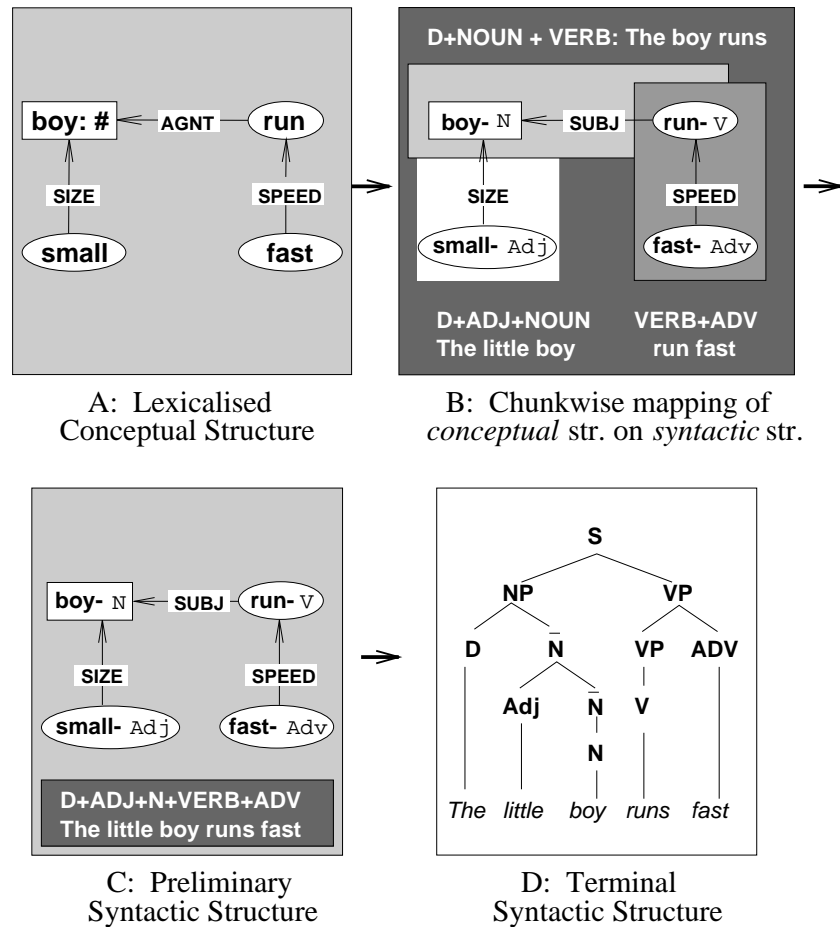 boy: #
AGNT
run
SIZE
SPEED
small
fast
A: Lexicalised
Conceptual Structure
D+NOUN + VERB: The boy runs
boy- N
SUBJ
run- V
SIZE
SPEED
small- Adj
fast- Adv
D+ADJ+NOUN
The little boy
VERB+ADV
run fast
B: Chunkwise mapping of
conceptual str. on syntactic str.
boy- N
SUBJ
run- V
SIZE
SPEED
small- Adj
fast- Adv
D+ADJ+N+VERB+ADV
The little boy runs fast
C: Preliminary
Syntactic Structure
S
NP VP
D N̅ VP ADV
Adj N̅ V
N
The little boy runs fast
D: Terminal
Syntactic Structure